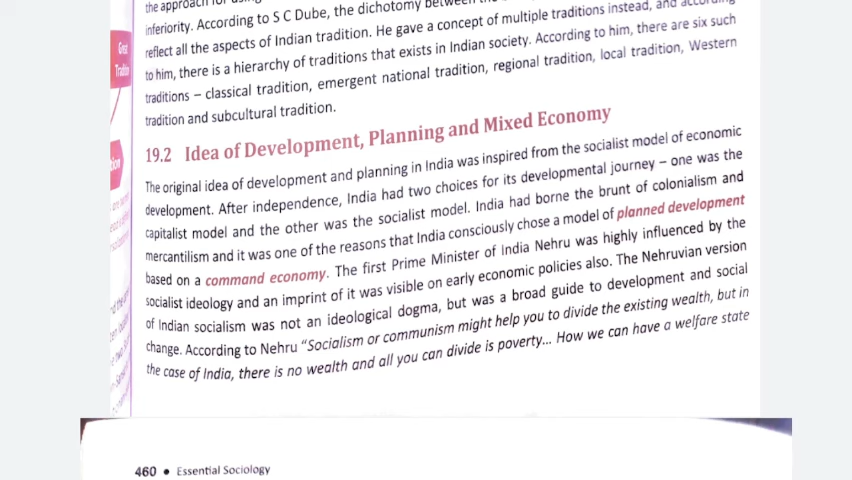 the approach for
inferiority. According to S C Dube, the dichotomy between the
reflect all the aspects of Indian tradition. He gave a concept of multiple traditions instead, and according
to him, there is a hierarchy of traditions that exists in Indian society. According to him, there are six such
traditions – classical tradition, emergent national tradition, regional tradition, local tradition, Western
tradition and subcultural tradition.
Great
Tradition
19.2 Idea of Development, Planning and Mixed Economy
The original idea of development and planning in India was inspired from the socialist model of economic
development. After independence, India had two choices for its developmental journey – one was the
capitalist model and the other was the socialist model. India had borne the brunt of colonialism and
mercantilism and it was one of the reasons that India consciously chose a model of planned development
based on a command economy. The first Prime Minister of India Nehru was highly influenced by the
socialist ideology and an imprint of it was visible on early economic policies also. The Nehruvian version
of Indian socialism was not an ideological dogma, but was a broad guide to development and social
change. According to Nehru "Socialism or communism might help you to divide the existing wealth, but in
the case of India, there is no wealth and all you can divide is poverty... How we can have a welfare state
460 • Essential Sociology